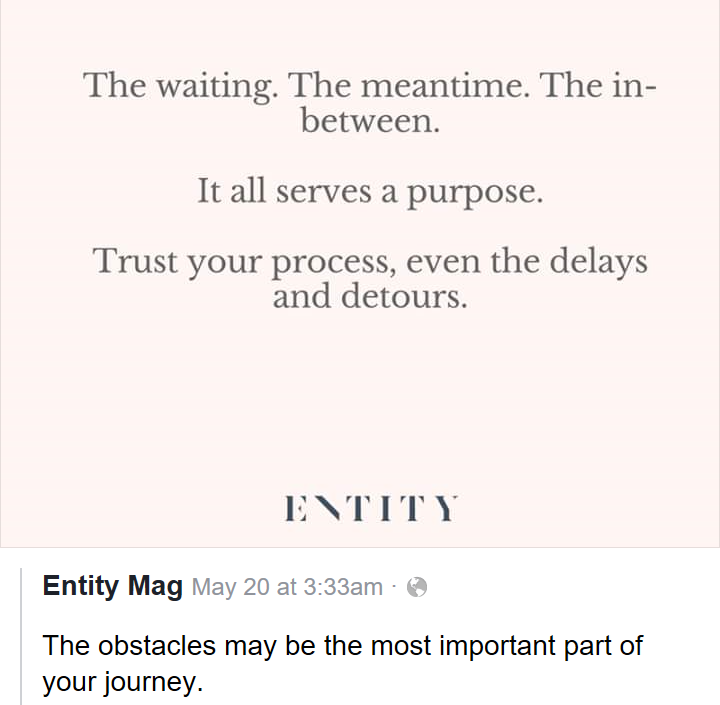 The waiting. The meantime. The in-
between.
It all serves a purpose.
Trust your process, even the delays
and detours.
ENTITY
Entity Mag May 20 at 3:33am ·
The obstacles may be the most important part of
your journey.